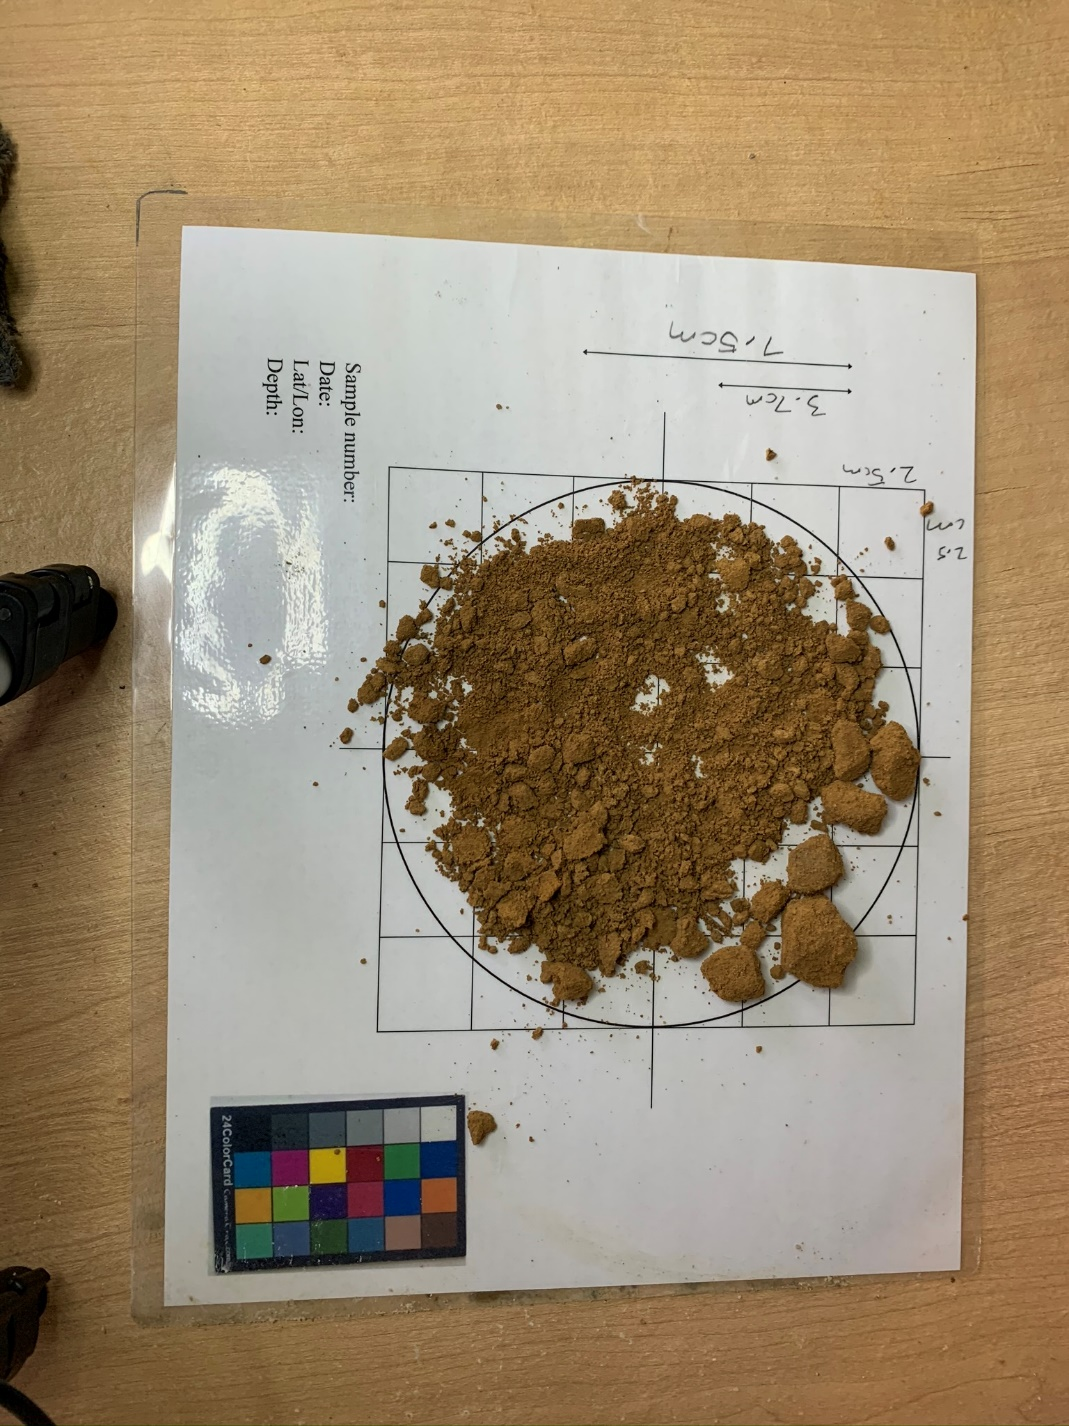 7.5cm
3.7cm
2.5cm
2.5
cm
Sample number:
Date:
Lat/Lon:
Depth:
24ColorCard